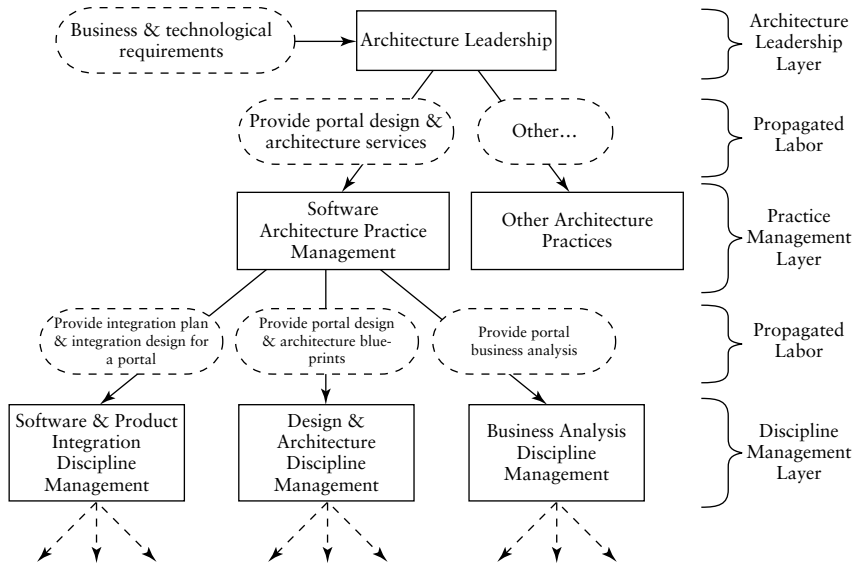 Business & technological
requirements
Architecture Leadership
Architecture
Leadership
Layer
Provide portal design &
architecture services
Other...
Propagated
Labor
Software
Architecture Practice
Management
Other Architecture
Practices
Practice
Management
Layer
Provide integration plan
& integration design for
a portal
Provide portal design
& architecture blue-
prints
Provide portal
business analysis
Propagated
Labor
Software & Product
Integration
Discipline
Management
Design &
Architecture
Discipline
Management
Business Analysis
Discipline
Management
Discipline
Management
Layer